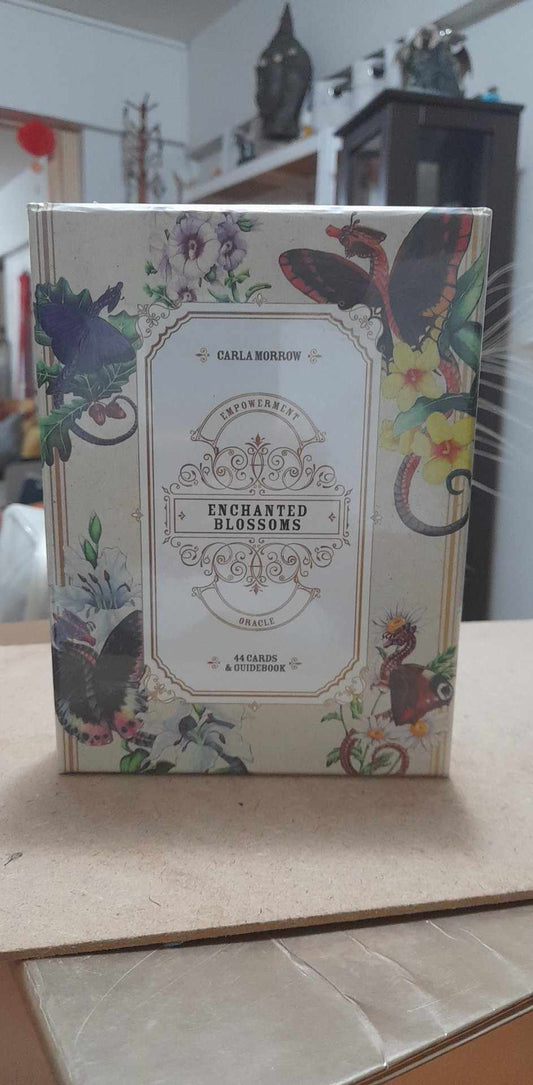 CARLA MORROW
EMPOWERMENT
ENCHANTED
BLOSSOMS
ORACLE
44 CARDS
& GUIDEBOOK